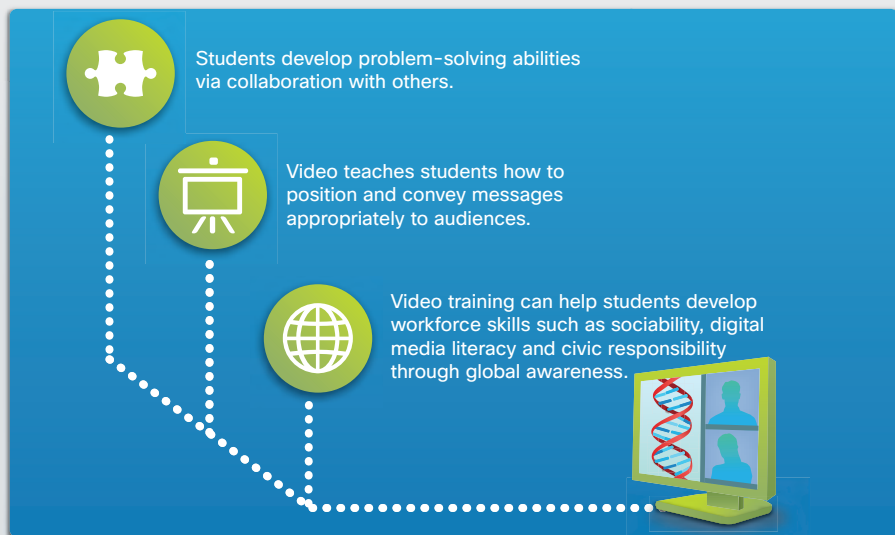 Students develop problem-solving abilities
via collaboration with others.
Video teaches students how to
position and convey messages
appropriately to audiences.
Video training can help students develop
workforce skills such as sociability, digital
media literacy and civic responsibility
through global awareness.